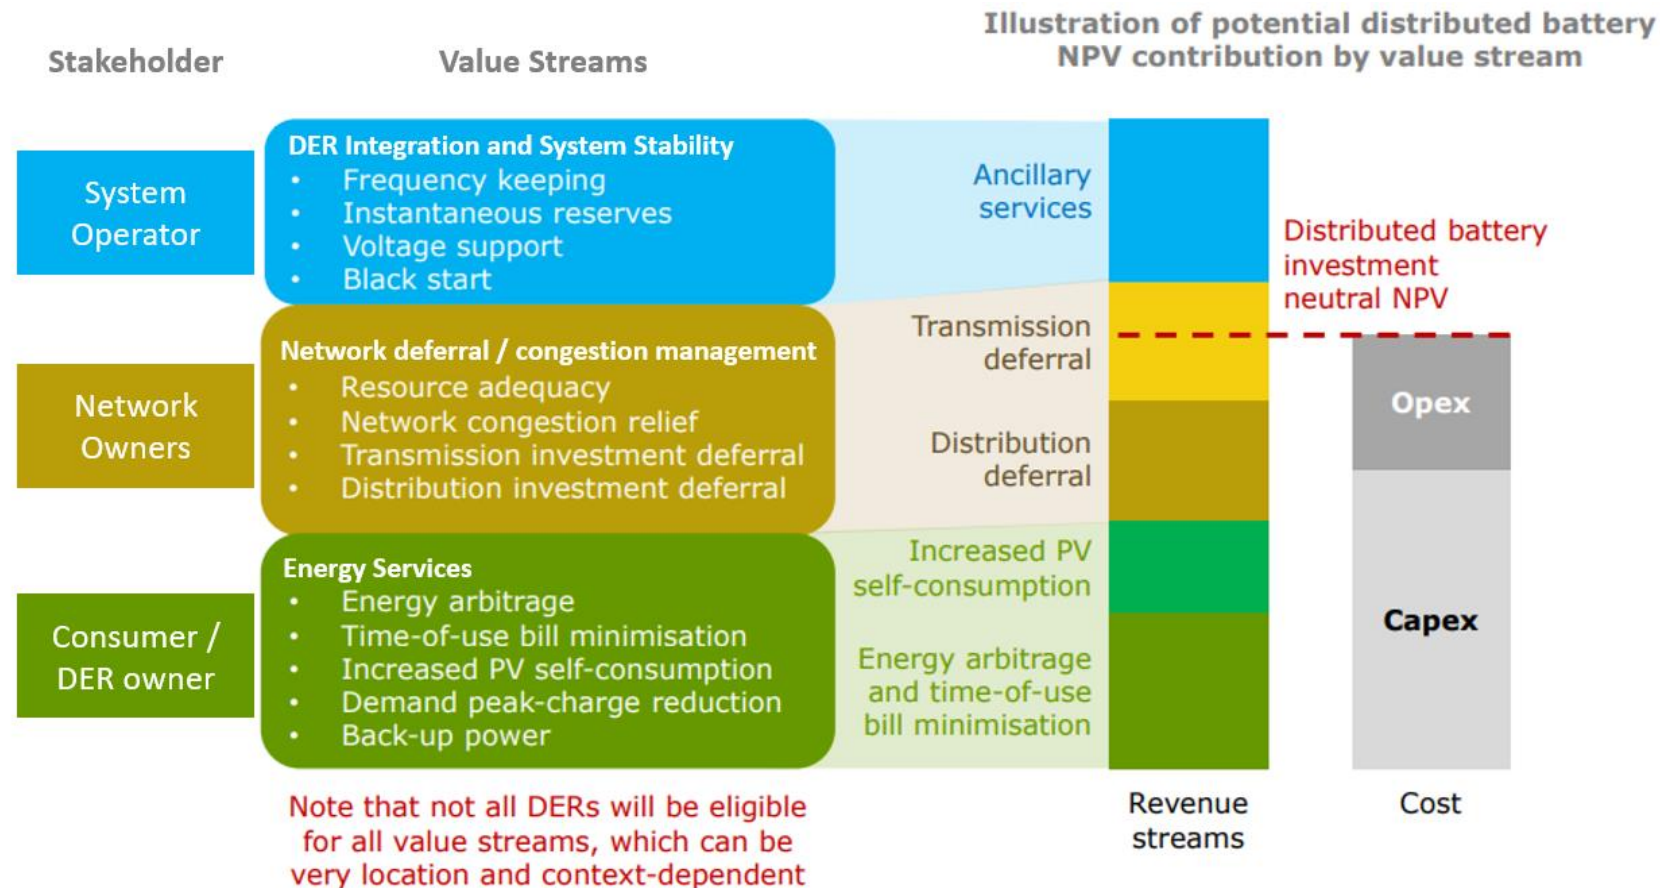 Stakeholder
Value Streams
Illustration of potential distributed battery
NPV contribution by value stream
System
Operator
DER Integration and System Stability
• Frequency keeping
• Instantaneous reserves
• Voltage support
• Black start
Ancillary
services
Distributed battery
investment
neutral NPV
Network
Owners
Network deferral / congestion management
• Resource adequacy
• Network congestion relief
• Transmission investment deferral
• Distribution investment deferral
Transmission
deferral
Distribution
deferral
Opex
Consumer /
DER owner
Energy Services
• Energy arbitrage
• Time-of-use bill minimisation
• Increased PV self-consumption
• Demand peak-charge reduction
• Back-up power
Increased PV
self-consumption
Energy arbitrage
and time-of-use
bill minimisation
Capex
Note that not all DERs will be eligible
for all value streams, which can be
very location and context-dependent
Revenue
streams
Cost